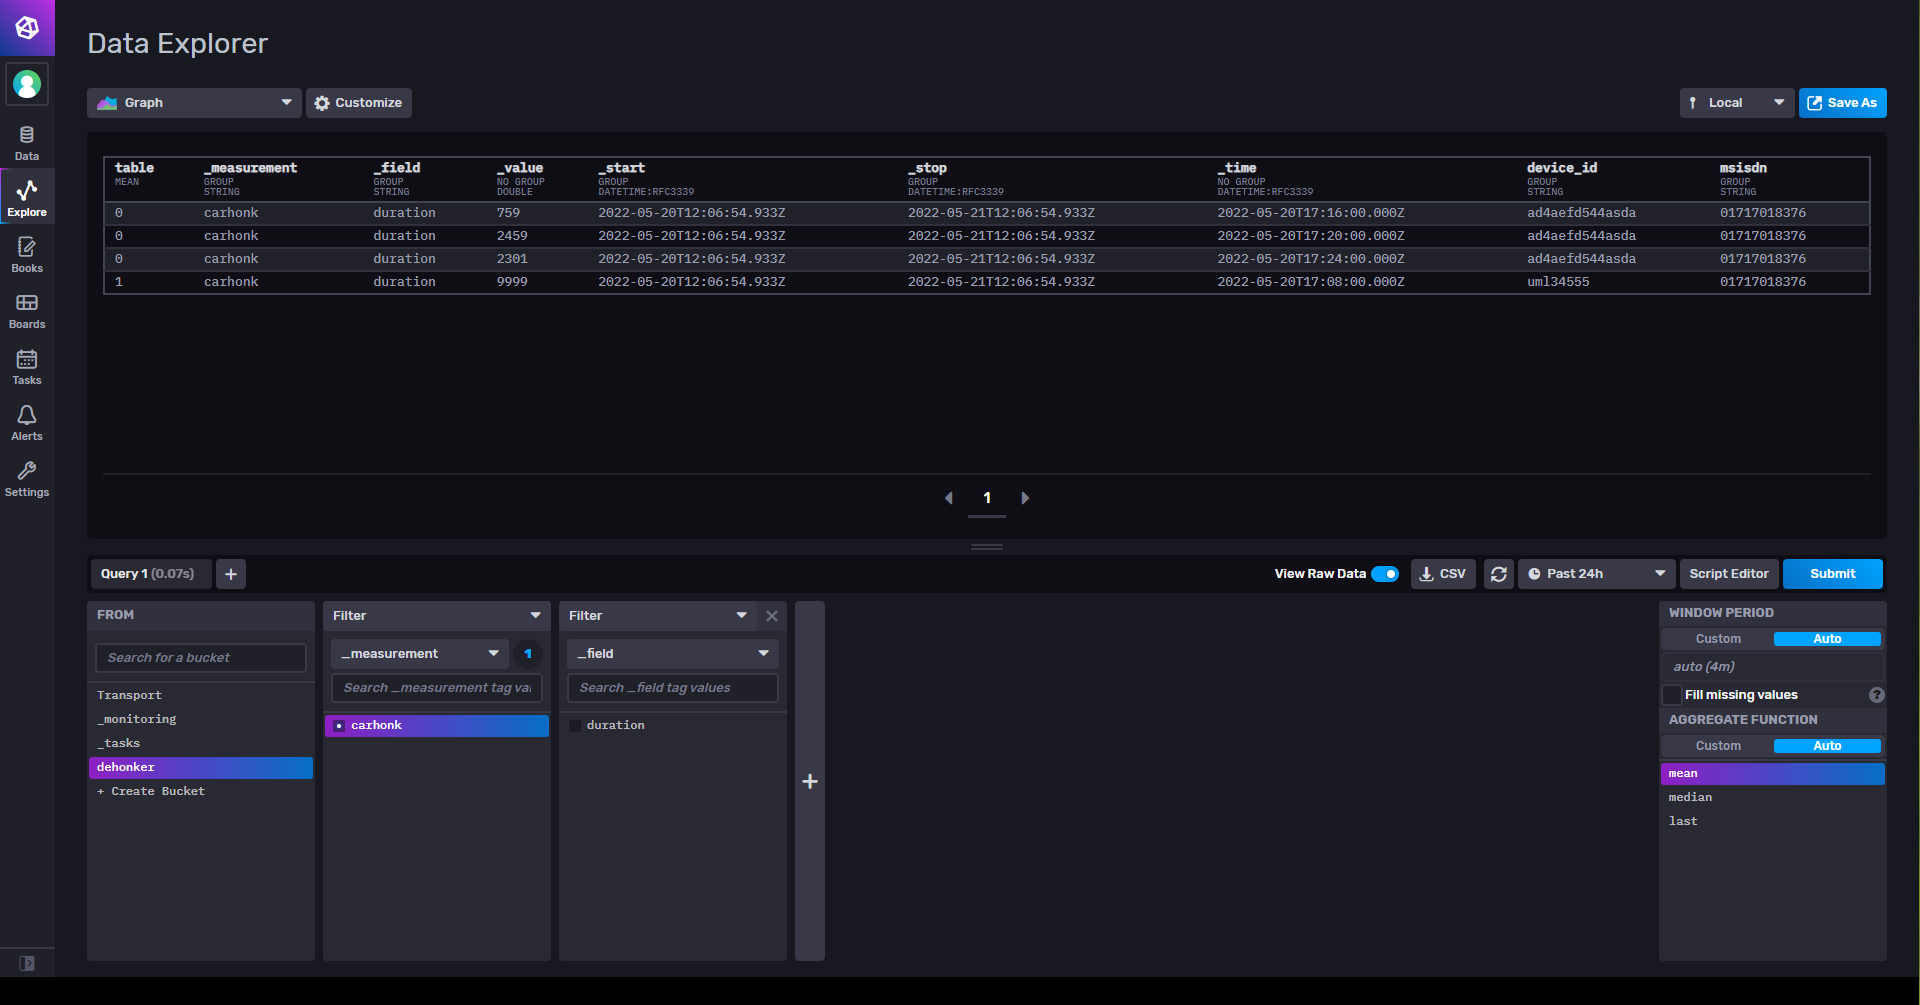 Data Explorer
Graph
Customize
Local
Save As
Data
Explore
Books
Boards
Tasks
Alerts
Settings
table _measurement _field _value _start _stop _time device_id msisdn
MEAN GROUP GROUP NO GROUP GROUP GROUP NO GROUP GROUP GROUP
STRING STRING DOUBLE DATETIME:RFC3339 DATETIME:RFC3339 DATETIME:RFC3339 STRING STRING
0 carhonk duration 759 2022-05-20T12:06:54.933Z 2022-05-21T12:06:54.933Z 2022-05-20T17:16:00.000Z ad4aefd544asda 01717018376
0 carhonk duration 2459 2022-05-20T12:06:54.933Z 2022-05-21T12:06:54.933Z 2022-05-20T17:20:00.000Z ad4aefd544asda 01717018376
0 carhonk duration 2301 2022-05-20T12:06:54.933Z 2022-05-21T12:06:54.933Z 2022-05-20T17:24:00.000Z ad4aefd544asda 01717018376
1 carhonk duration 9999 2022-05-20T12:06:54.933Z 2022-05-21T12:06:54.933Z 2022-05-20T17:08:00.000Z uml34555 01717018376
1
Query 1 (0.07s)
+
View Raw Data
CSV
Past 24h
Script Editor
Submit
FROM
Search for a bucket
Transport
_monitoring
_tasks
dehonker
+ Create Bucket
Filter
_measurement
1
Search _measurement tag val
carhonk
Filter
_field
Search _field tag values
duration
+
WINDOW PERIOD
Custom Auto
auto (4m)
Fill missing values ?
AGGREGATE FUNCTION
Custom Auto
mean
median
last